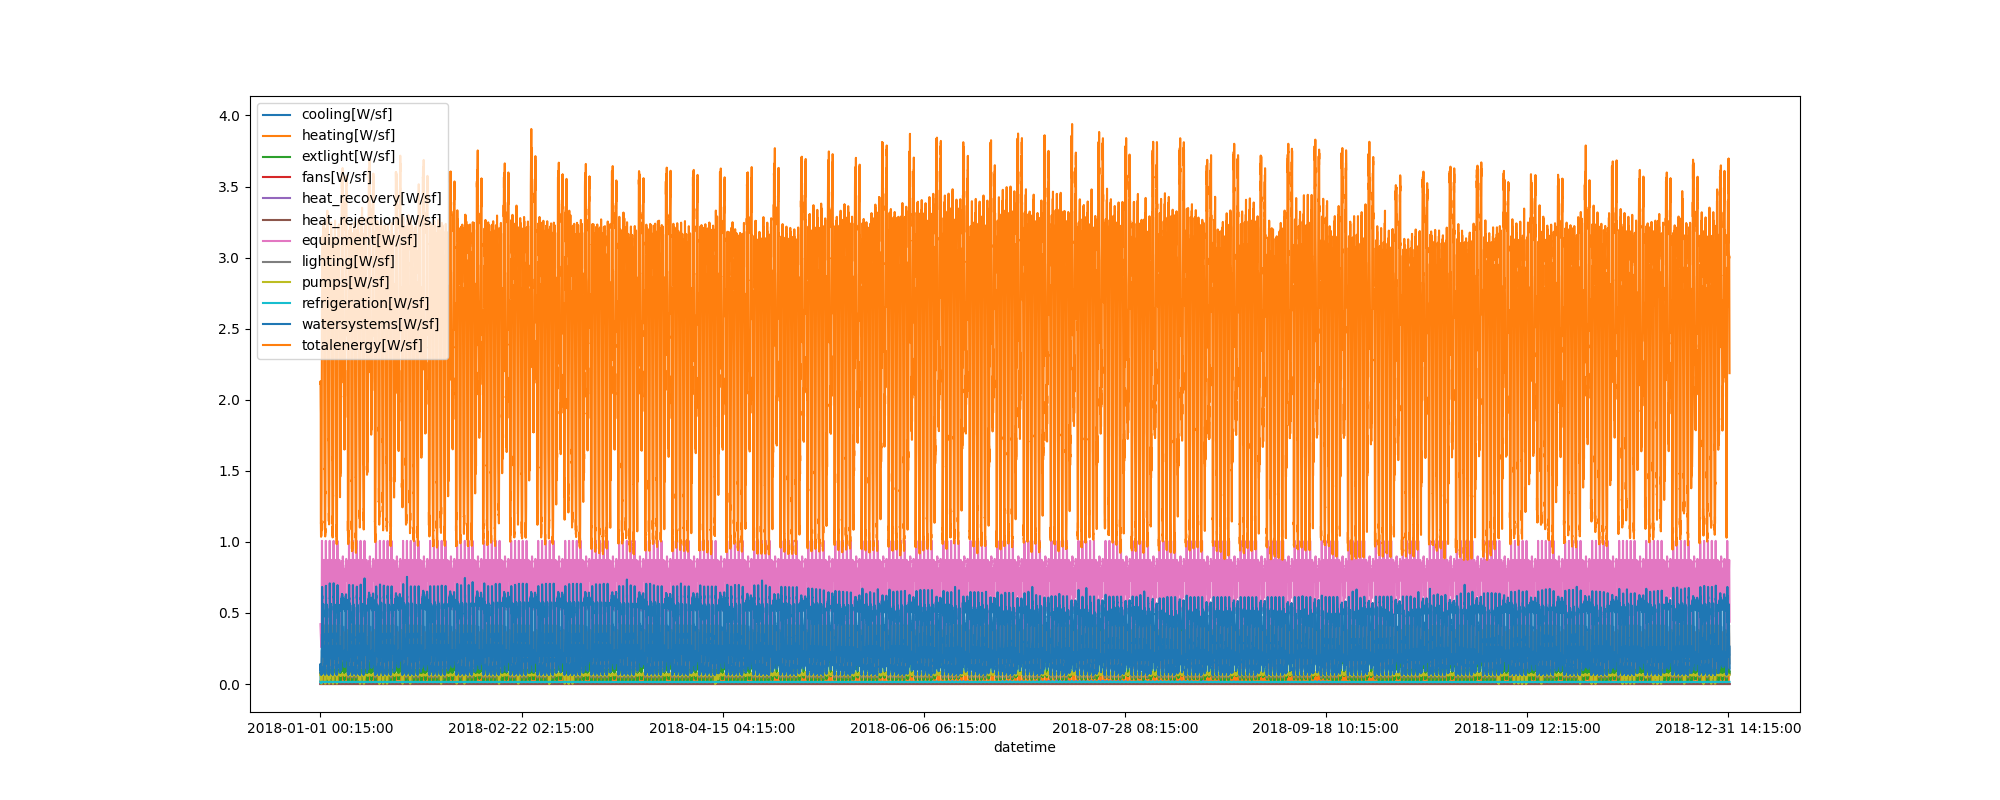 cooling[W/sf]
heating[W/sf]
extlight[W/sf]
fans[W/sf]
heat_recovery[W/sf]
heat_rejection[W/sf]
equipment[W/sf]
lighting[W/sf]
pumps[W/sf]
refrigeration[W/sf]
watersystems[W/sf]
totalenergy[W/sf]
4.0
3.5
3.0
2.5
2.0
1.5
1.0
0.5
0.0
2018-01-01 00:15:00 2018-02-22 02:15:00 2018-04-15 04:15:00 2018-06-06 06:15:00 2018-07-28 08:15:00 2018-09-18 10:15:00 2018-11-09 12:15:00 2018-12-31 14:15:00
datetime